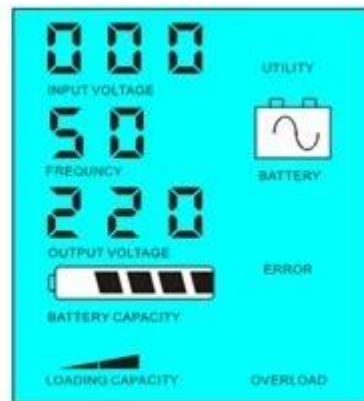 000
UTILITY
INPUT VOLTAGE
50
FREQUNCY
BATTERY
220
OUTPUT VOLTAGE
ERROR
BATTERY CAPACITY
LOADING CAPACITY
OVERLOAD